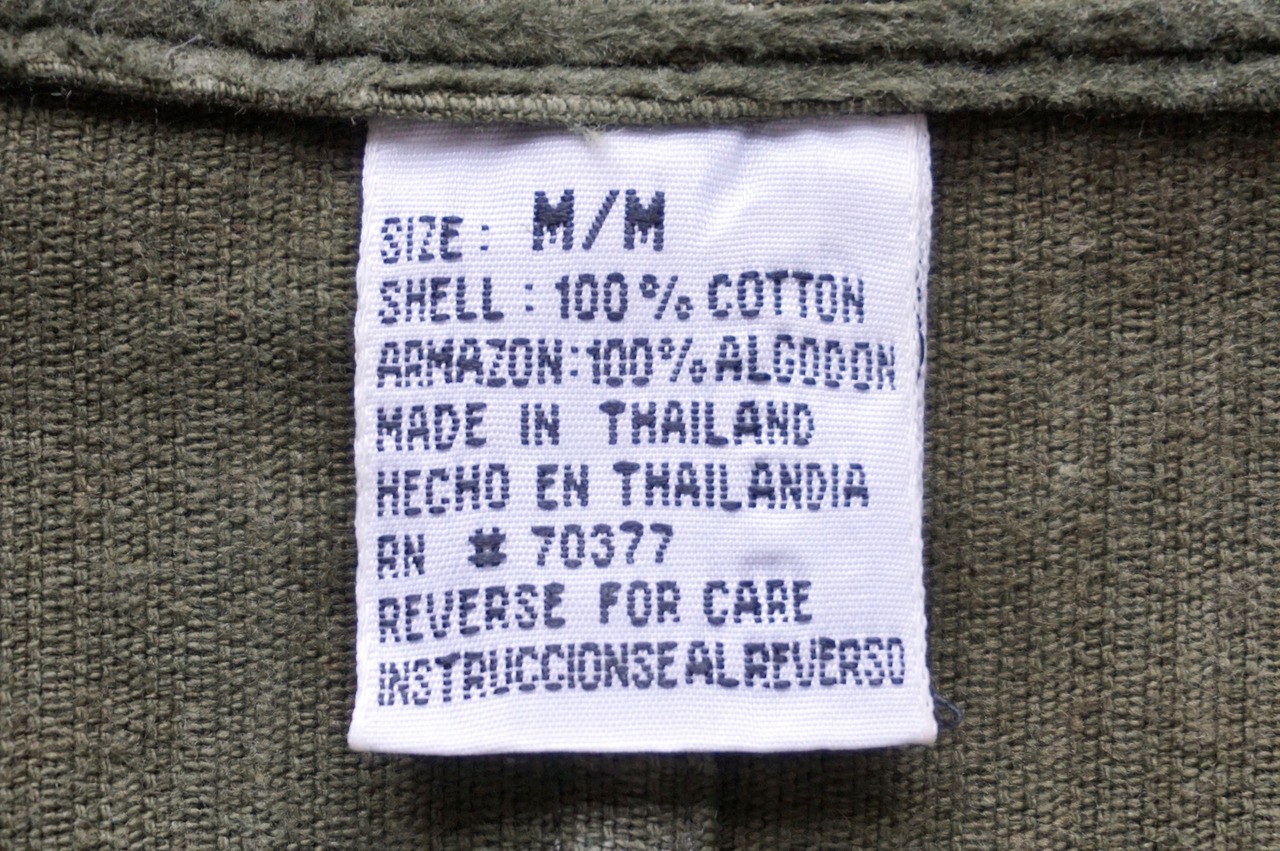 SIZE: M/M
SHELL : 100% COTTON
ARMAZON:100% ALGODON
MADE IN THAILAND
HECHO EN THAILANDIA
RN # 70377
REVERSE FOR CARE
INSTRUCCIONSE AL REVERSO